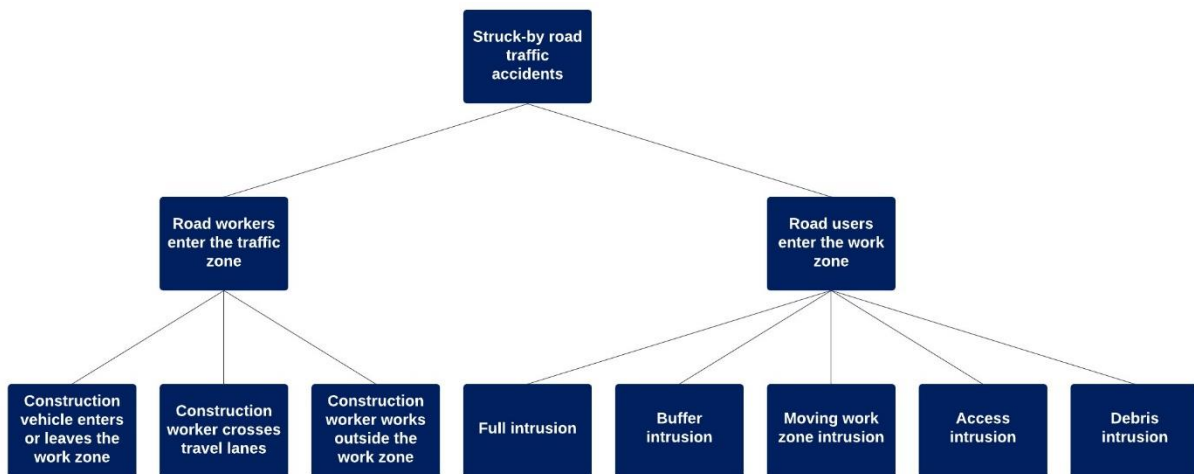 Struck-by road
traffic
accidents
Road workers
enter the traffic
zone
Road users
enter the work
zone
Construction
vehicle enters
or leaves the
work zone
Construction
worker crosses
travel lanes
Construction
worker works
outside the
work zone
Full intrusion
Buffer
intrusion
Moving work
zone intrusion
Access
intrusion
Debris
intrusion